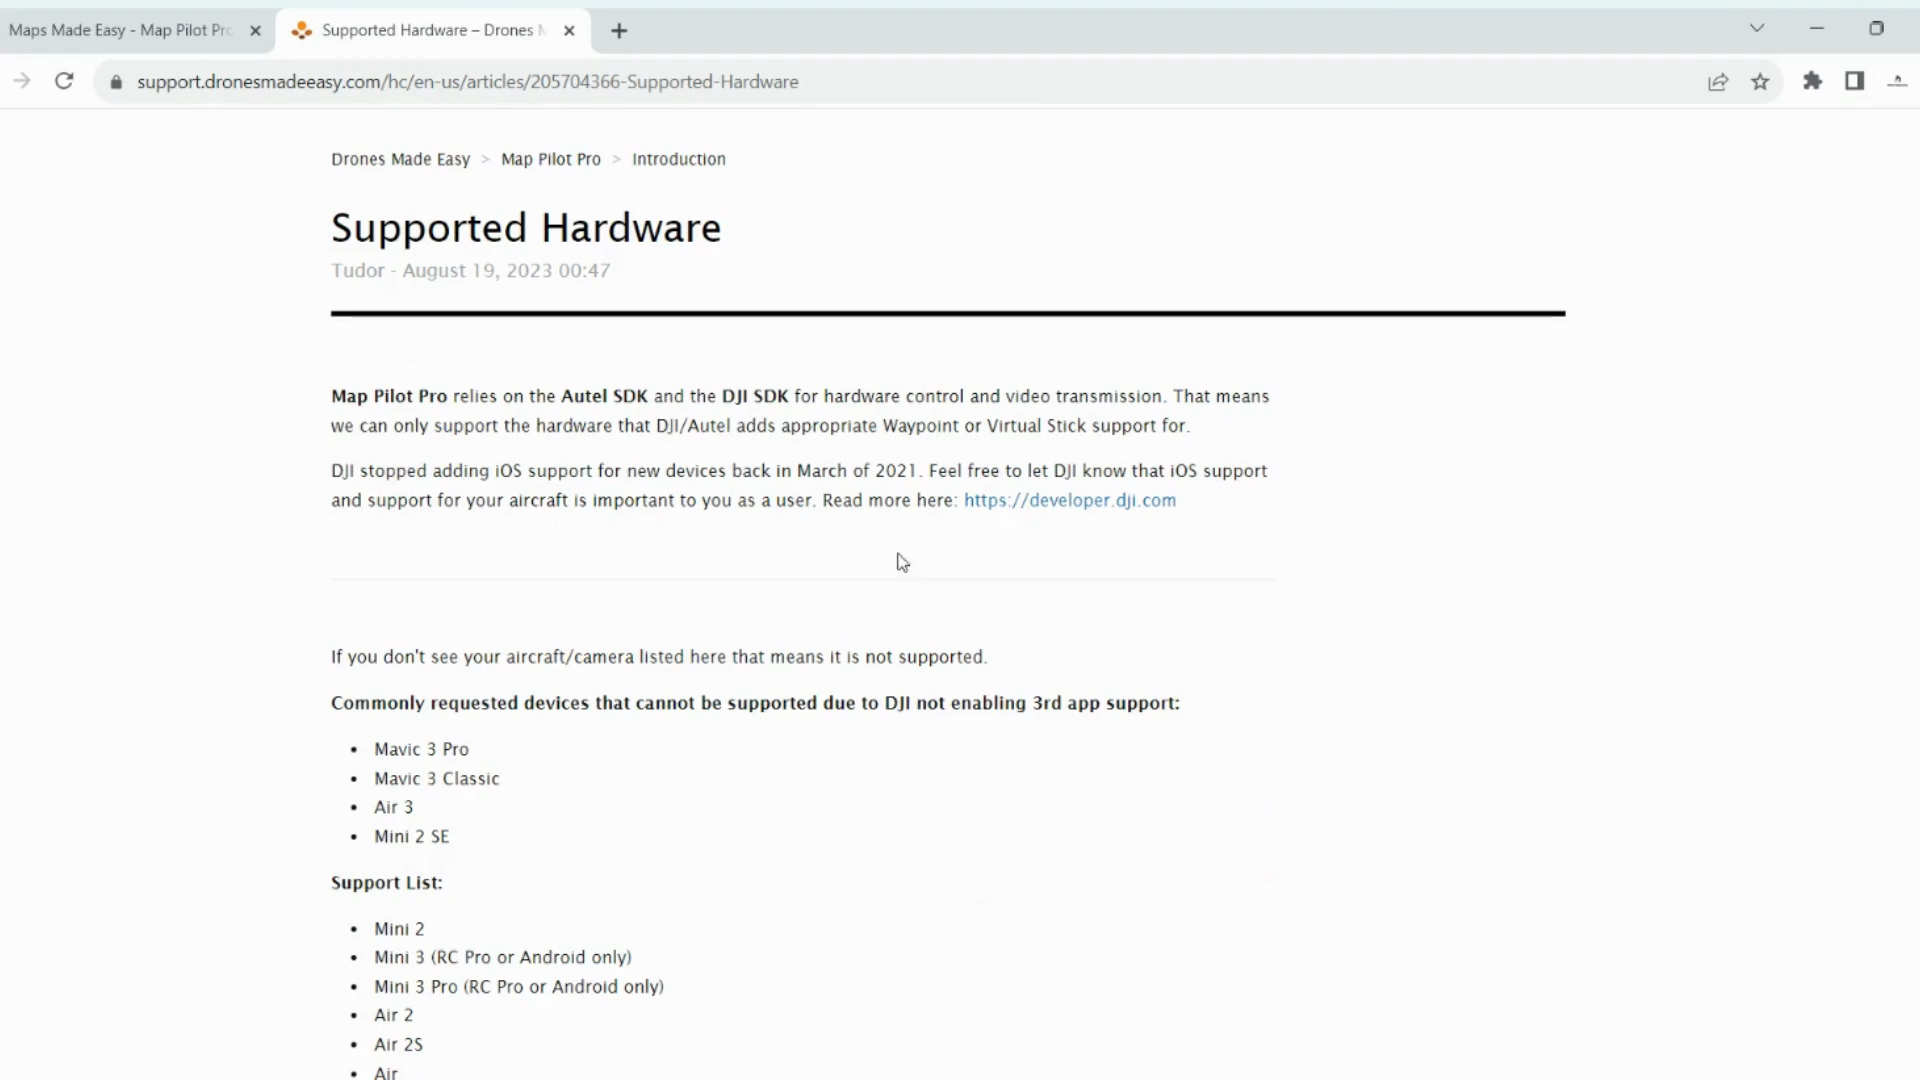 Maps Made Easy - Map Pilot Pro
Supported Hardware – Drones M
support.dronesmadeeasy.com/hc/en-us/articles/205704366-Supported-Hardware
Drones Made Easy > Map Pilot Pro > Introduction
Supported Hardware
Tudor - August 19, 2023 00:47
Map Pilot Pro relies on the Autel SDK and the DJI SDK for hardware control and video transmission. That means
we can only support the hardware that DJI/Autel adds appropriate Waypoint or Virtual Stick support for.
DJI stopped adding iOS support for new devices back in March of 2021. Feel free to let DJI know that iOS support
and support for your aircraft is important to you as a user. Read more here: https://developer.dji.com
If you don't see your aircraft/camera listed here that means it is not supported.
Commonly requested devices that cannot be supported due to DJI not enabling 3rd app support:
• Mavic 3 Pro
• Mavic 3 Classic
• Air 3
• Mini 2 SE
Support List:
• Mini 2
• Mini 3 (RC Pro or Android only)
• Mini 3 Pro (RC Pro or Android only)
• Air 2
• Air 2S
• Air